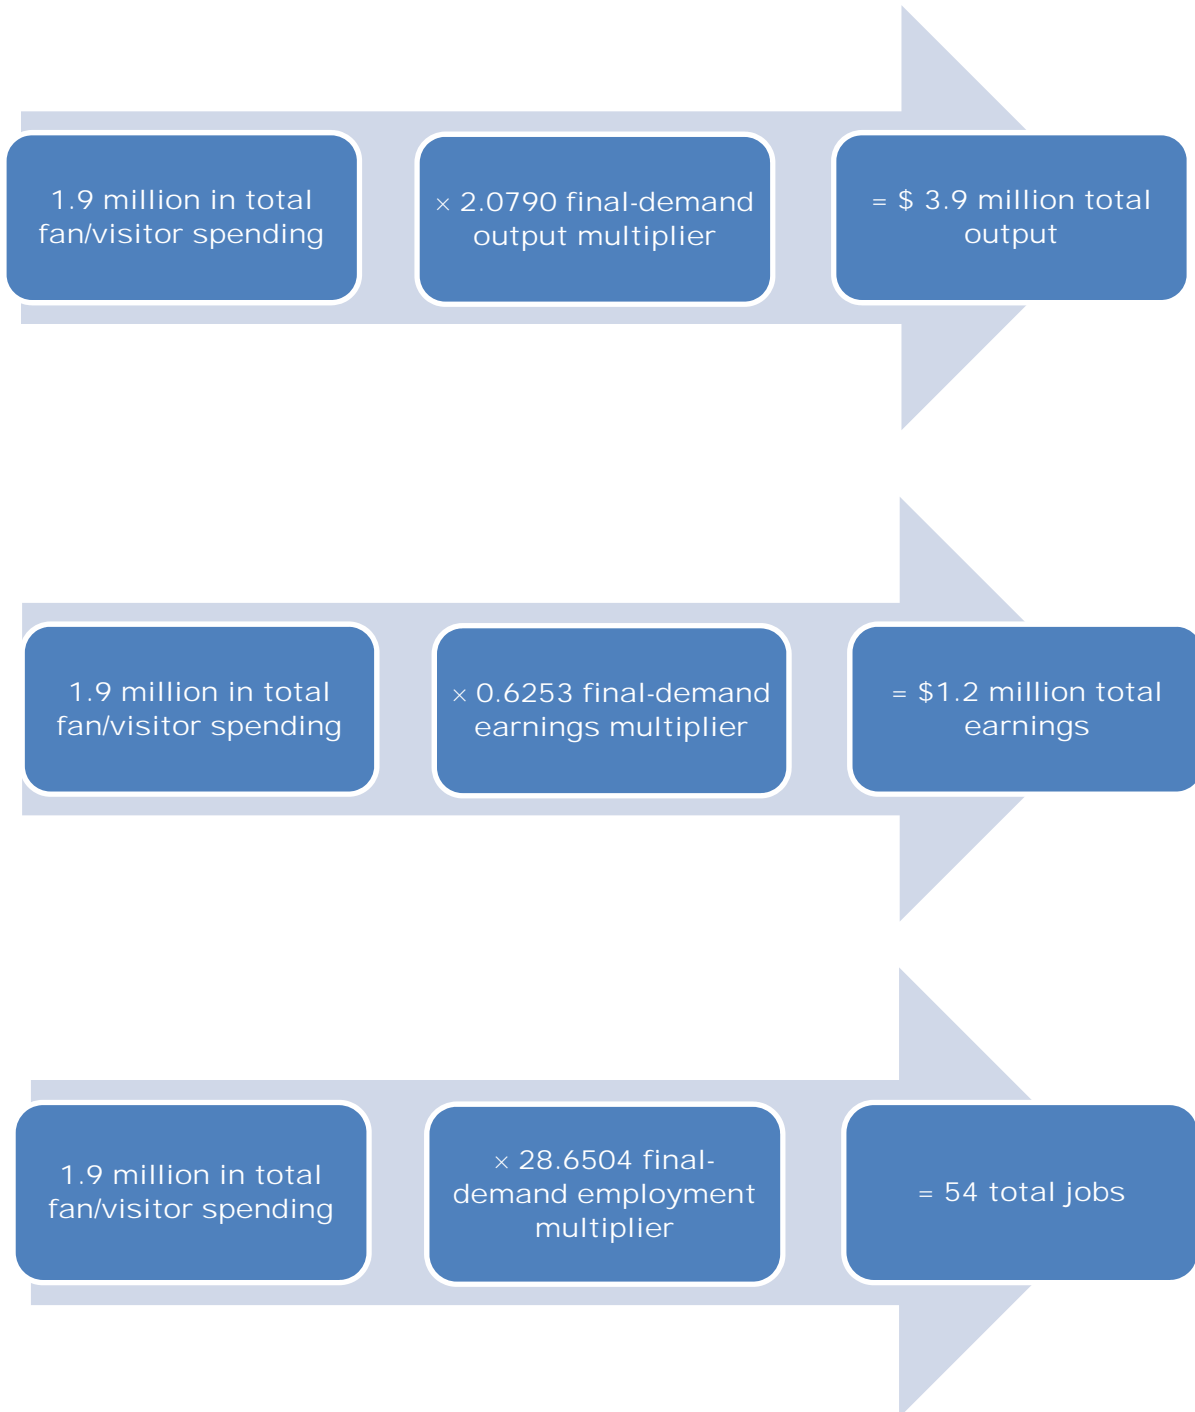 1.9 million in total
fan/visitor spending
× 2.0790 final-demand
output multiplier
= $ 3.9 million total
output
1.9 million in total
fan/visitor spending
× 0.6253 final-demand
earnings multiplier
= $1.2 million total
earnings
1.9 million in total
fan/visitor spending
× 28.6504 final-
demand employment
multiplier
= 54 total jobs